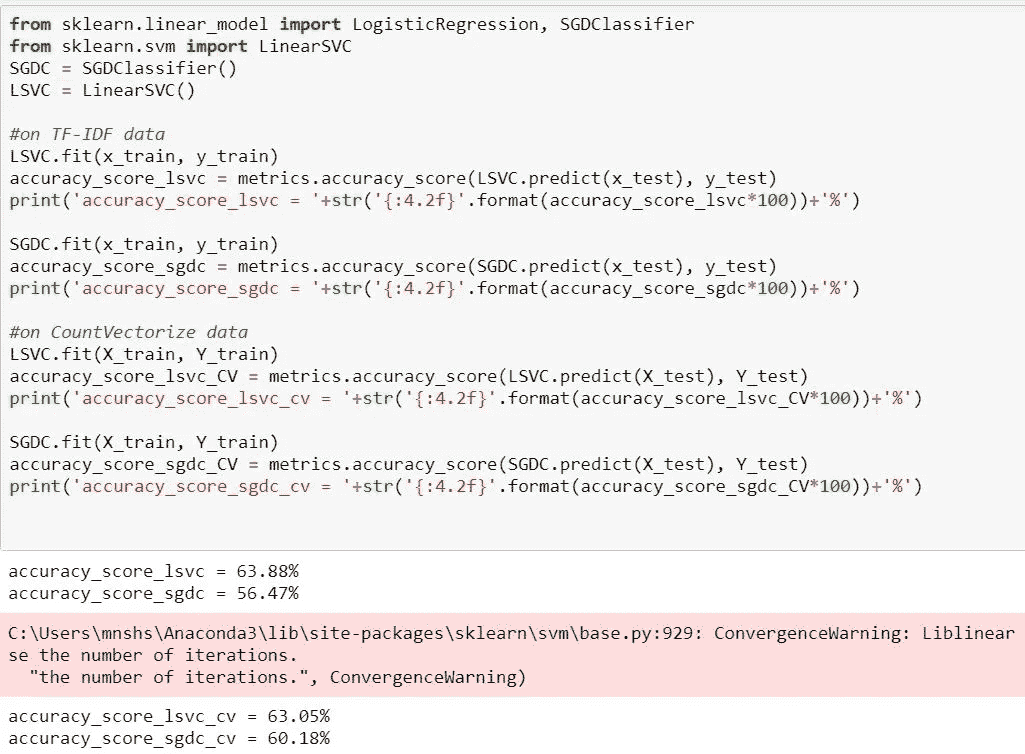 from sklearn.linear_model import LogisticRegression, SGDClassifier
from sklearn.svm import LinearSVC
SGDC = SGDClassifier()
LSVC = LinearSVC()
#on TF-IDF data
LSVC.fit(x_train, y_train)
accuracy_score_lsvc = metrics.accuracy_score(LSVC.predict(x_test), y_test)
print('accuracy_score_lsvc = '+str('{:4.2f}'.format(accuracy_score_lsvc*100))+'%')
SGDC.fit(x_train, y_train)
accuracy_score_sgdc = metrics.accuracy_score(SGDC.predict(x_test), y_test)
print('accuracy_score_sgdc = '+str('{:4.2f}'.format(accuracy_score_sgdc*100))+'%')
#on CountVectorize data
LSVC.fit(X_train, Y_train)
accuracy_score_lsvc_CV = metrics.accuracy_score(LSVC.predict(X_test), Y_test)
print('accuracy_score_lsvc_cv = '+str('{:4.2f}'.format(accuracy_score_lsvc_CV*100))+'%')
SGDC.fit(X_train, Y_train)
accuracy_score_sgdc_CV = metrics.accuracy_score(SGDC.predict(X_test), Y_test)
print('accuracy_score_sgdc_cv = '+str('{:4.2f}'.format(accuracy_score_sgdc_CV*100))+'%')
accuracy_score_lsvc = 63.88%
accuracy_score_sgdc = 56.47%
C:\Users\mnshs\Anaconda3\lib\site-packages\sklearn\svm\base.py:929: ConvergenceWarning: Liblinear
se the number of iterations.
"the number of iterations.", ConvergenceWarning)
accuracy_score_lsvc_cv = 63.05%
accuracy_score_sgdc_cv = 60.18%